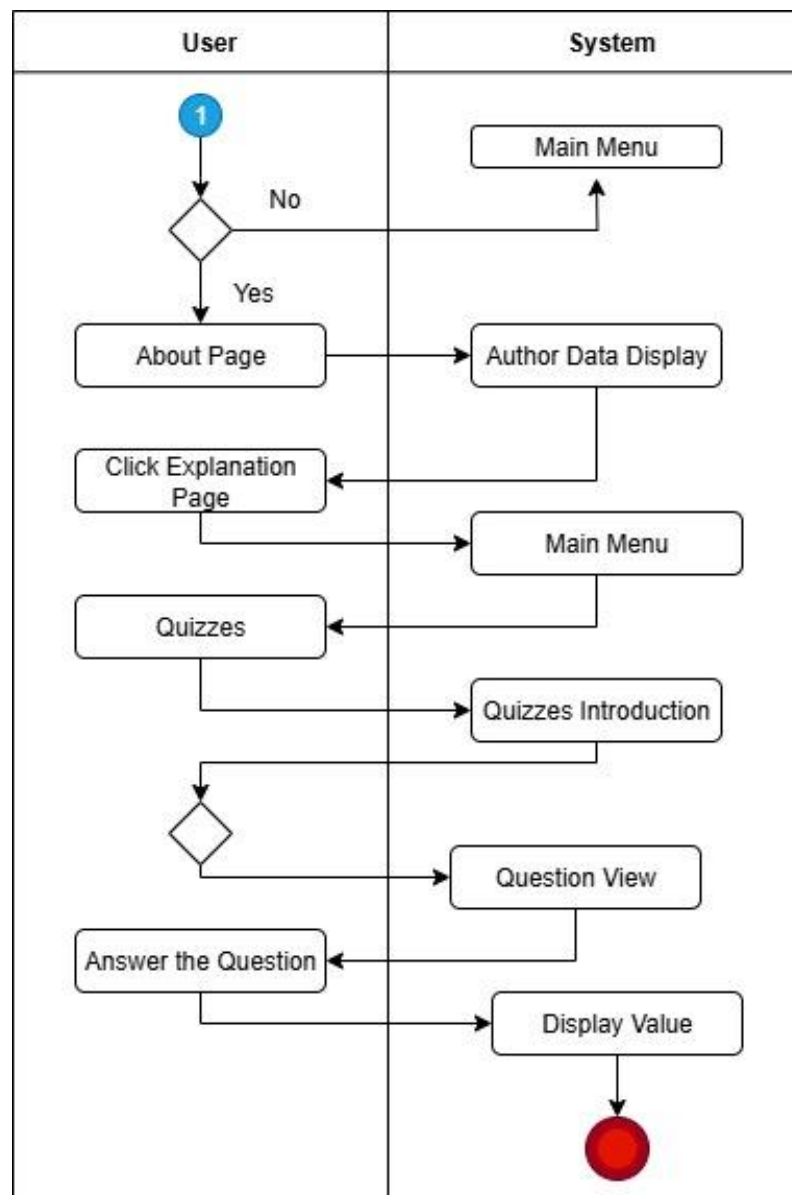 User
System
1
Main Menu
No
Yes
About Page
Author Data Display
Click Explanation
Page
Main Menu
Quizzes
Quizzes Introduction
Question View
Answer the Question
Display Value